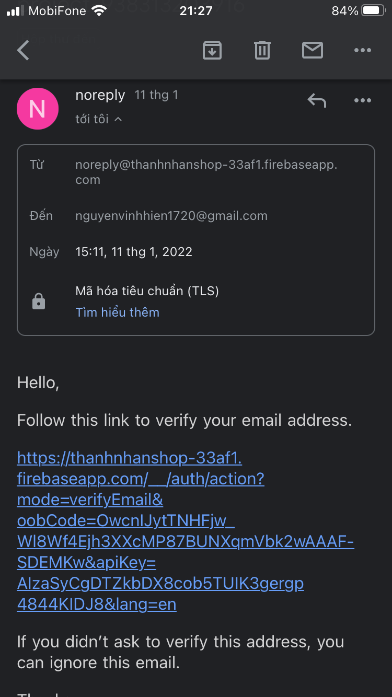 MobiFone 21:27 84%
noreply 11 thg 1
N
tới tôi
Từ noreply@thanhnhanshop-33af1.firebaseapp.
com
Đến nguyenvinhhien1720@gmail.com
Ngày 15:11, 11 thg 1, 2022
Mã hóa tiêu chuẩn (TLS)
Tìm hiểu thêm
Hello,
Follow this link to verify your email address.
https://thanhnhanshop-33af1.
firebaseapp.com/__/auth/action?
mode=verifyEmail&
oobCode=OwcnIJytTNHFjw_
Wl8Wf4Ejh3XXcMP87BUNXqmVbk2wAAAF-
SDEMKw&apiKey=
AIzaSyCgDTZkbDX8cob5TUIK3gergp
4844KIDJ8&lang=en
If you didn’t ask to verify this address, you
can ignore this email.